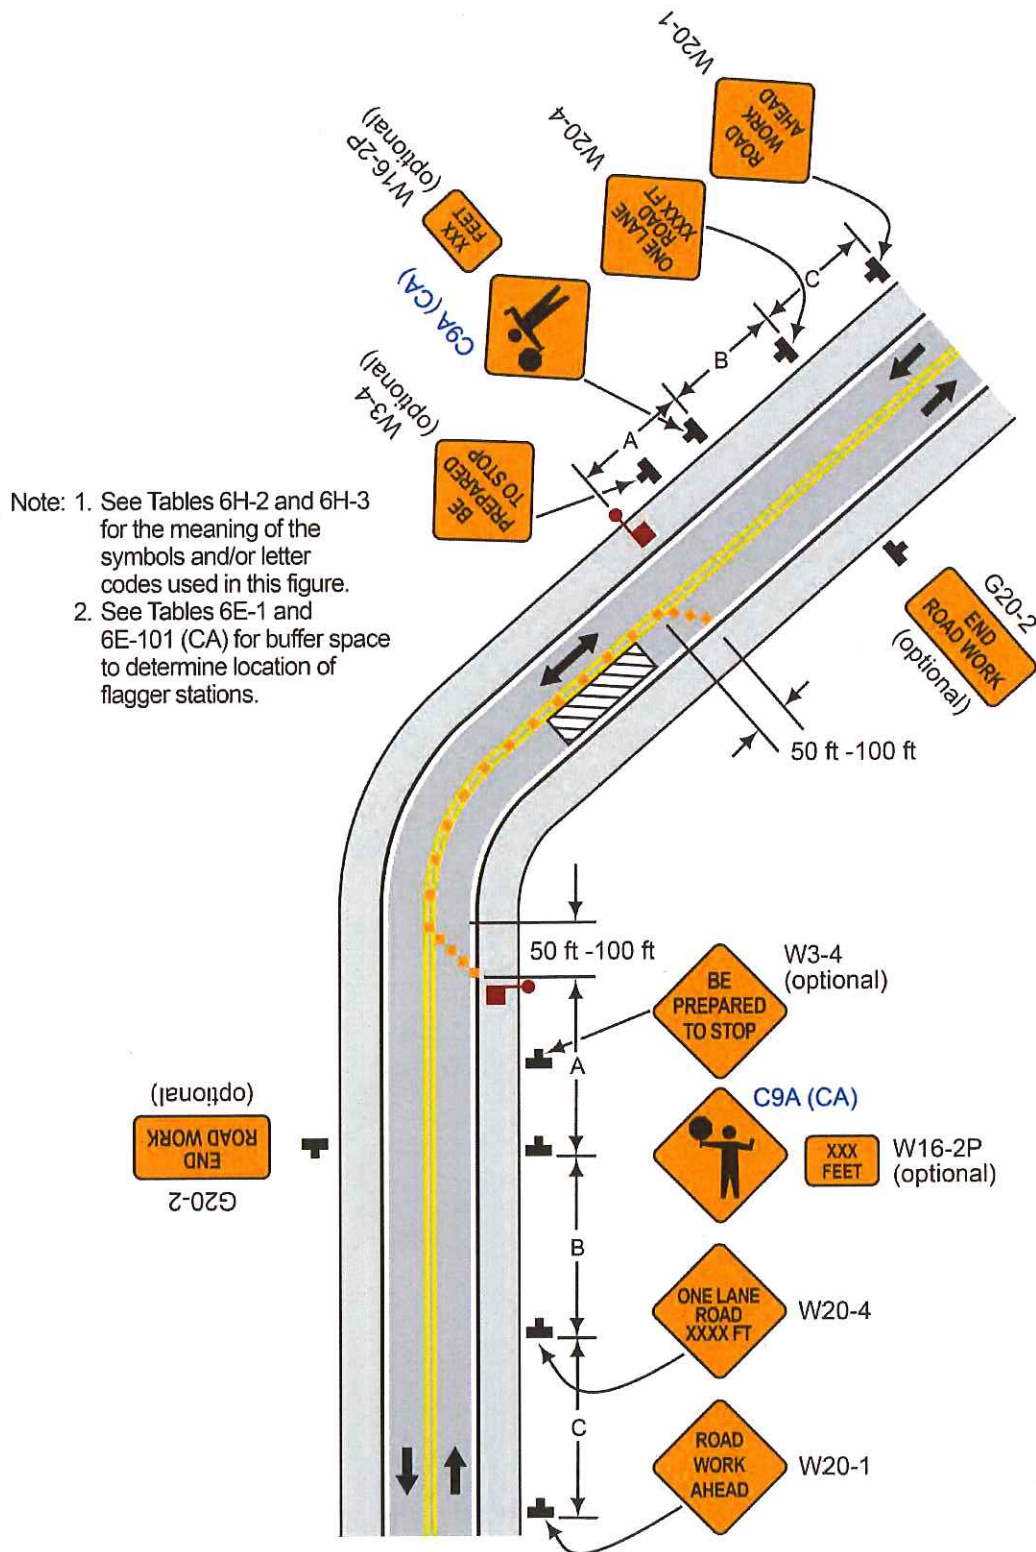 W20-1
ROAD
WORK
AHEAD
W20-4
ONE LANE
ROAD
XXXX FT
W16-2P
(optional)
XXX
FEET
C9A (CA)
W3-4
(optional)
BE
PREPARED
TO STOP
C
B
A
Note: 1. See Tables 6H-2 and 6H-3
for the meaning of the
symbols and/or letter
codes used in this figure.
2. See Tables 6E-1 and
6E-101 (CA) for buffer space
to determine location of
flagger stations.
G20-2
END
ROAD WORK
(optional)
50 ft -100 ft
50 ft -100 ft
BE
PREPARED
TO STOP
W3-4
(optional)
A
C9A (CA)
XXX
FEET
W16-2P
(optional)
G20-2
END
ROAD WORK
(optional)
B
ONE LANE
ROAD
XXXX FT
W20-4
C
ROAD
WORK
AHEAD
W20-1